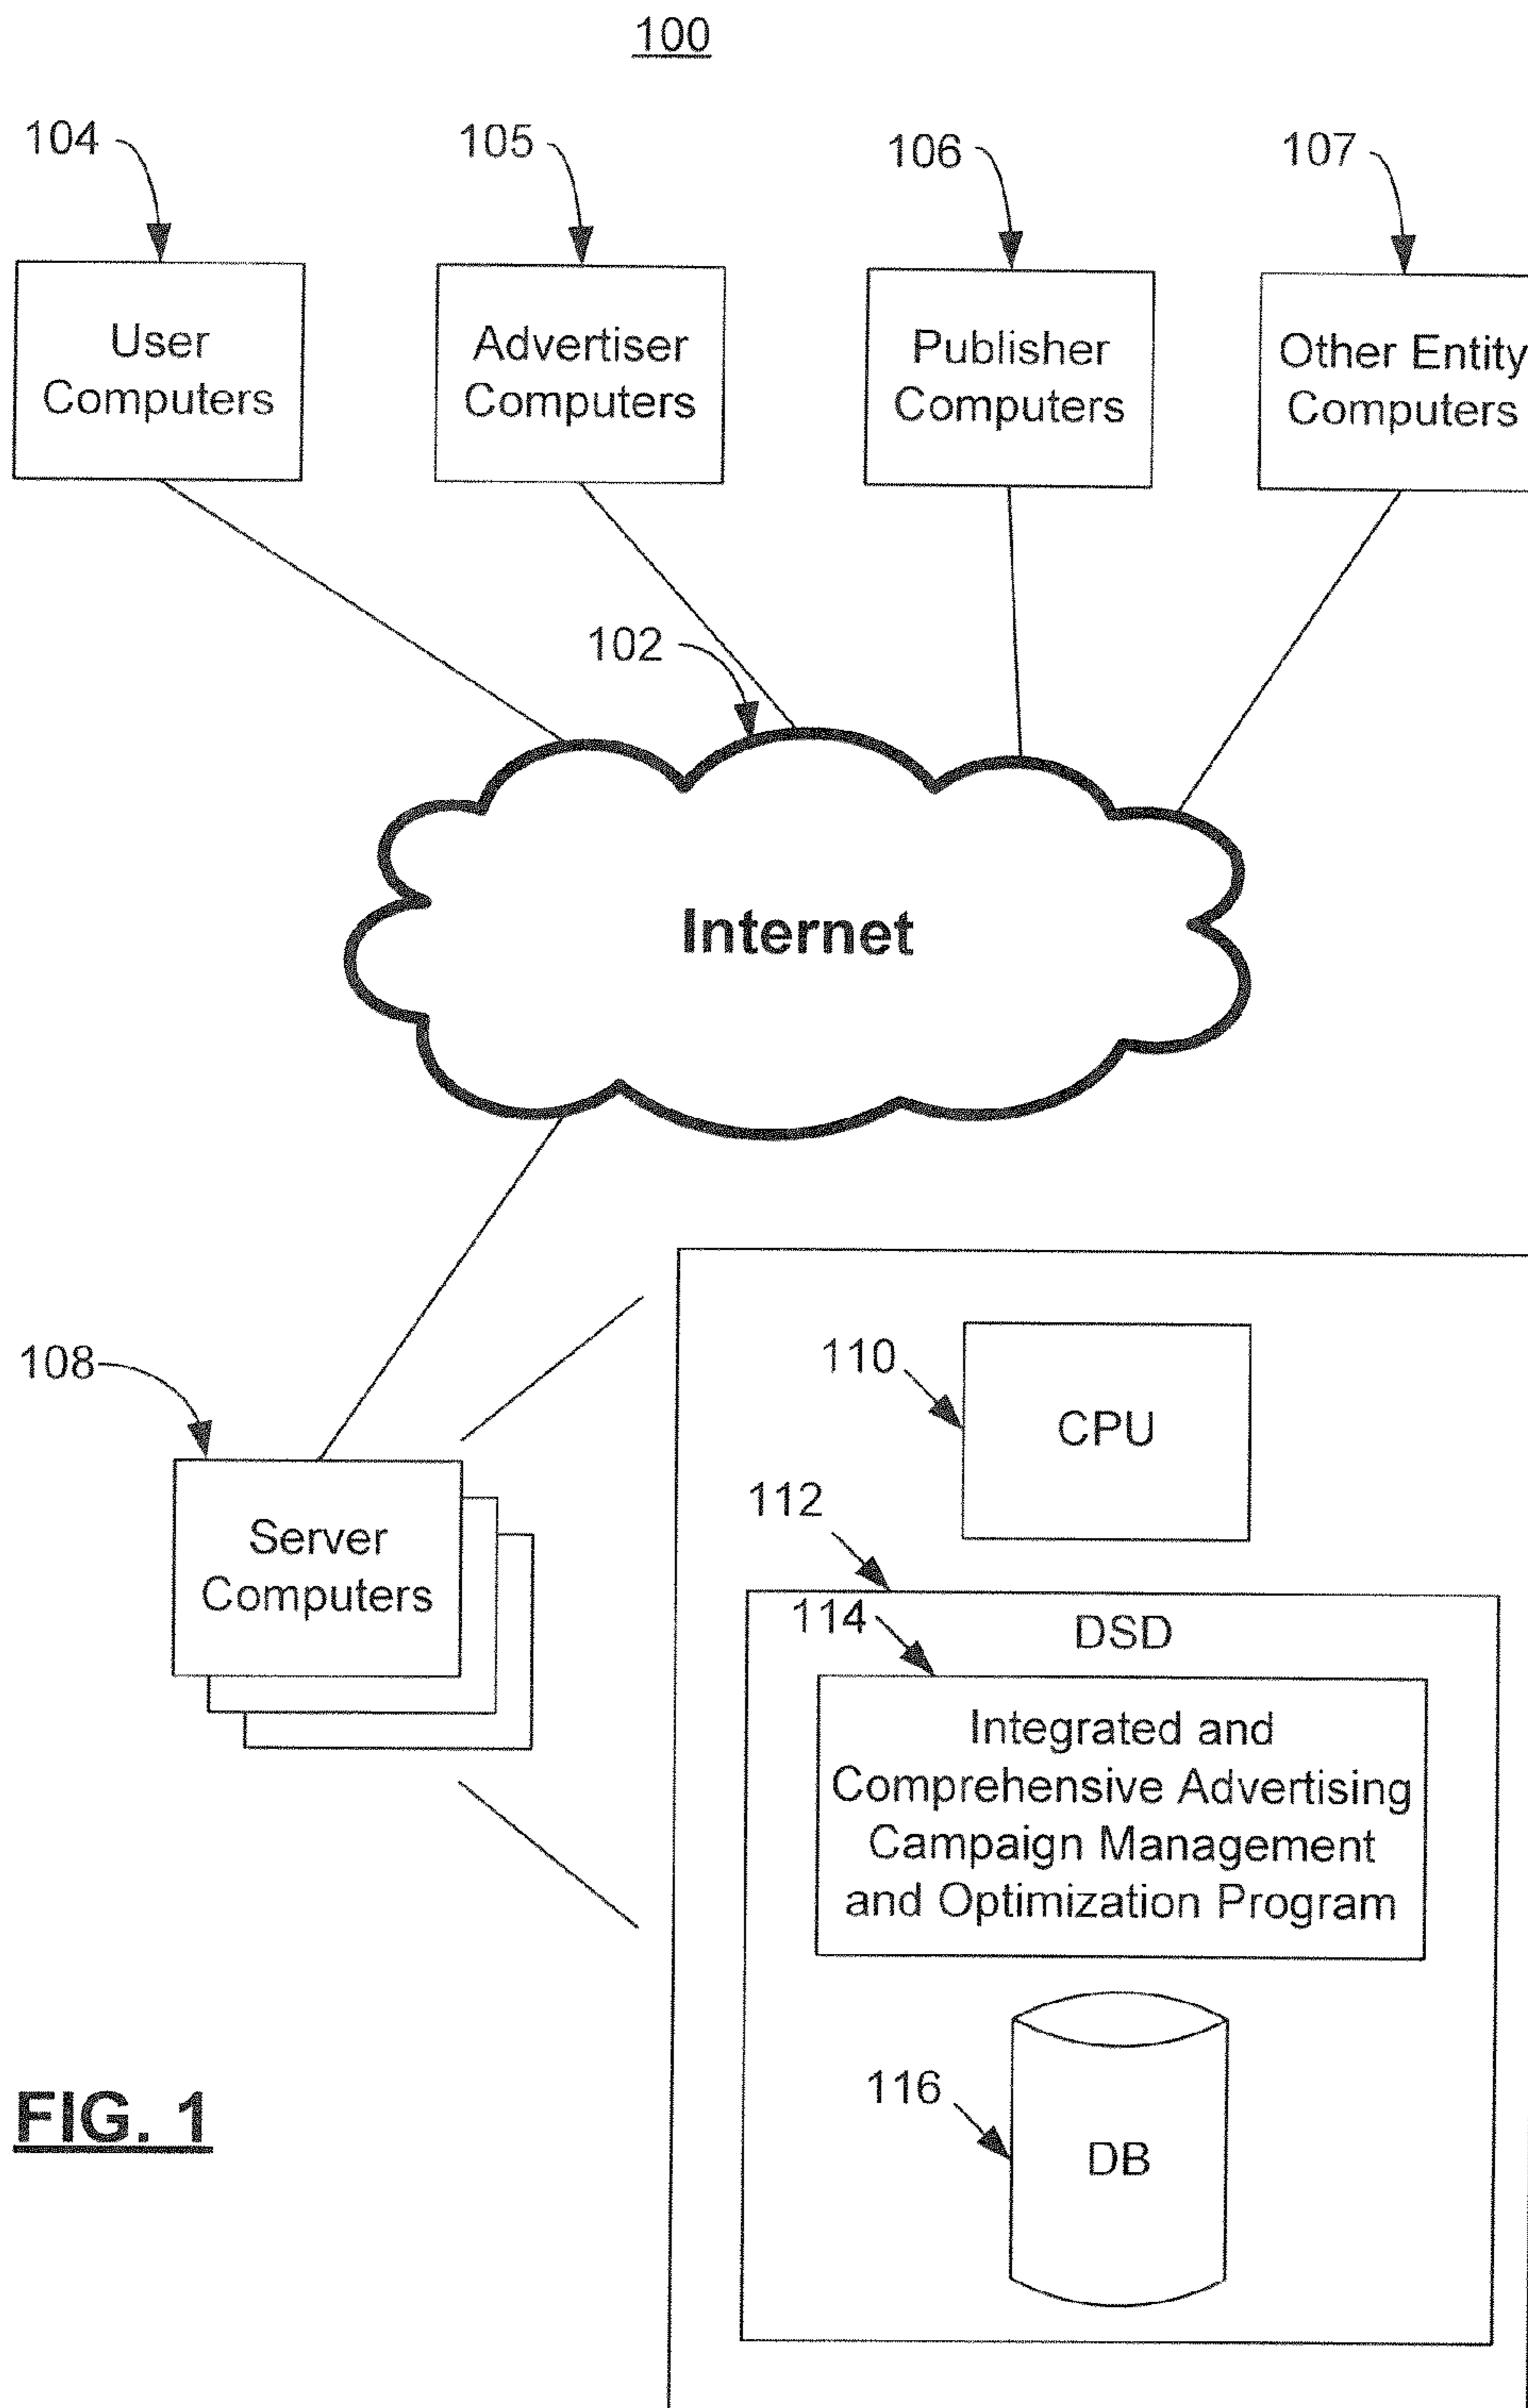 100
104
105
106
107
User
Computers
Advertiser
Computers
Publisher
Computers
Other Entity
Computers
102
Internet
108
Server
Computers
110
CPU
112
DSD
114
Integrated and
Comprehensive Advertising
Campaign Management
and Optimization Program
116
DB
FIG. 1